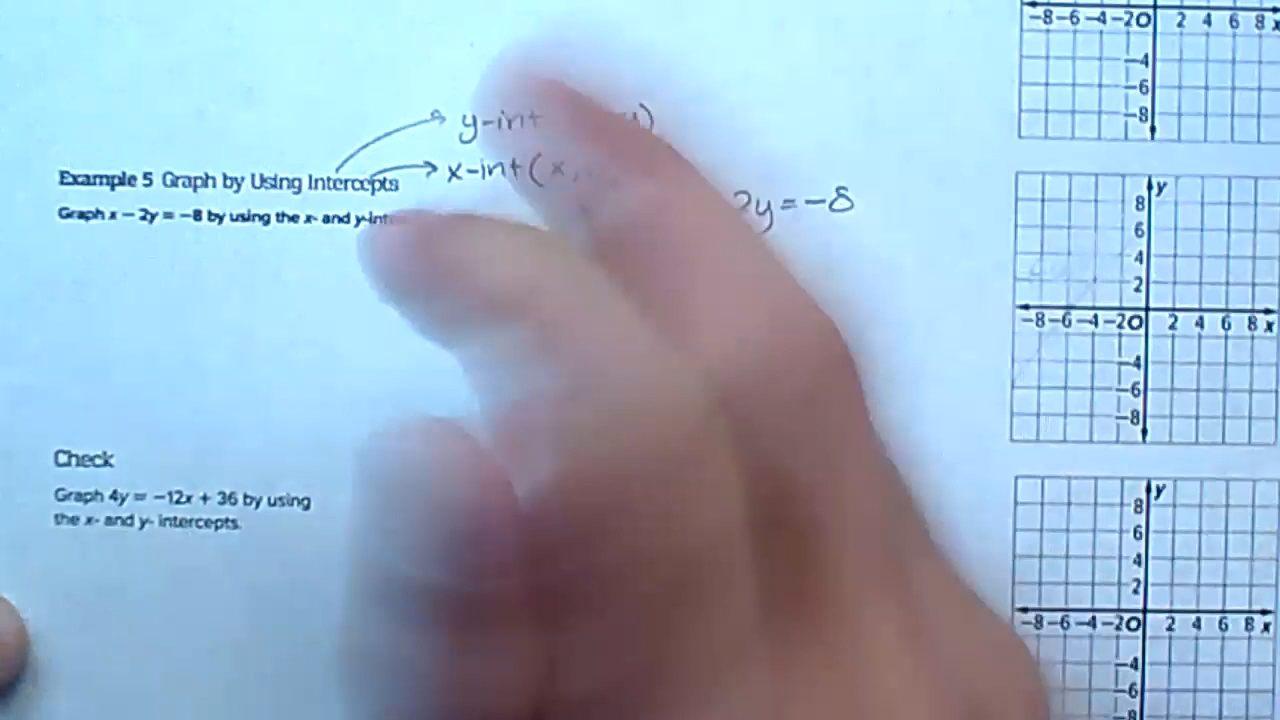 -8 -6 -4 -2 O 2 4 6 8 x
-4
-6
-8
y-int y)
x-int (x,
Example 5 Graph by Using Intercepts
Graph x − 2y = −8 by using the x- and y-int
2y = -8
y
8
6
4
2
-8 -6 -4 -2 O 2 4 6 8 x
-4
-6
-8
Check
Graph 4y = −12x + 36 by using
the x- and y- intercepts.
y
8
6
4
2
-8 -6 -4 -2 O 2 4 6 8 x
-4
-6
-8